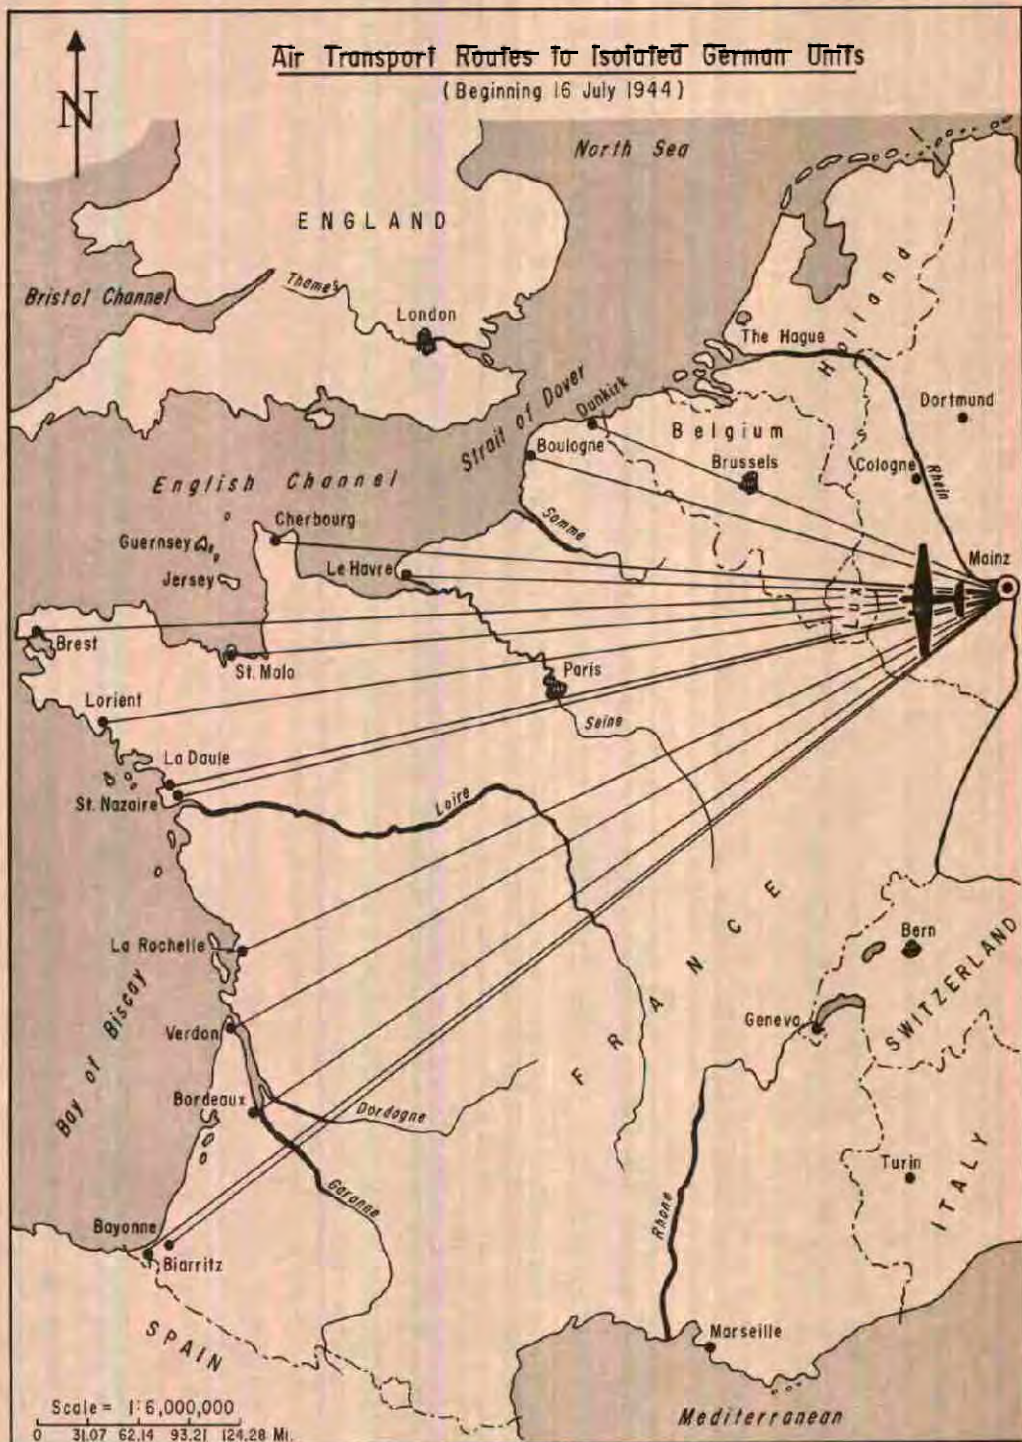 Air Transport Routes to Isolated German Units
(Beginning 16 July 1944)
N
North Sea
ENGLAND
Bristol Channel
Thames
London
The Hague
Holland
Strait of Dover
Dunkirk
Dortmund
Boulogne
Belgium
Brussels
Cologne
Rhein
English Channel
Cherbourg
Somme
Guernsey
Le Havre
Mainz
Jersey
LUX
Brest
St. Malo
Paris
Lorient
Seine
La Baule
St. Nazaire
Loire
FRANCE
La Rochelle
Bern
SWITZERLAND
Bay of Biscay
Verdon
Geneva
Bordeaux
Dordogne
Turin
ITALY
Garonne
Rhone
Bayonne
Biarritz
SPAIN
Marseille
Scale = 1:6,000,000
0 31.07 62.14 93.21 124.28 Mi.
Mediterranean